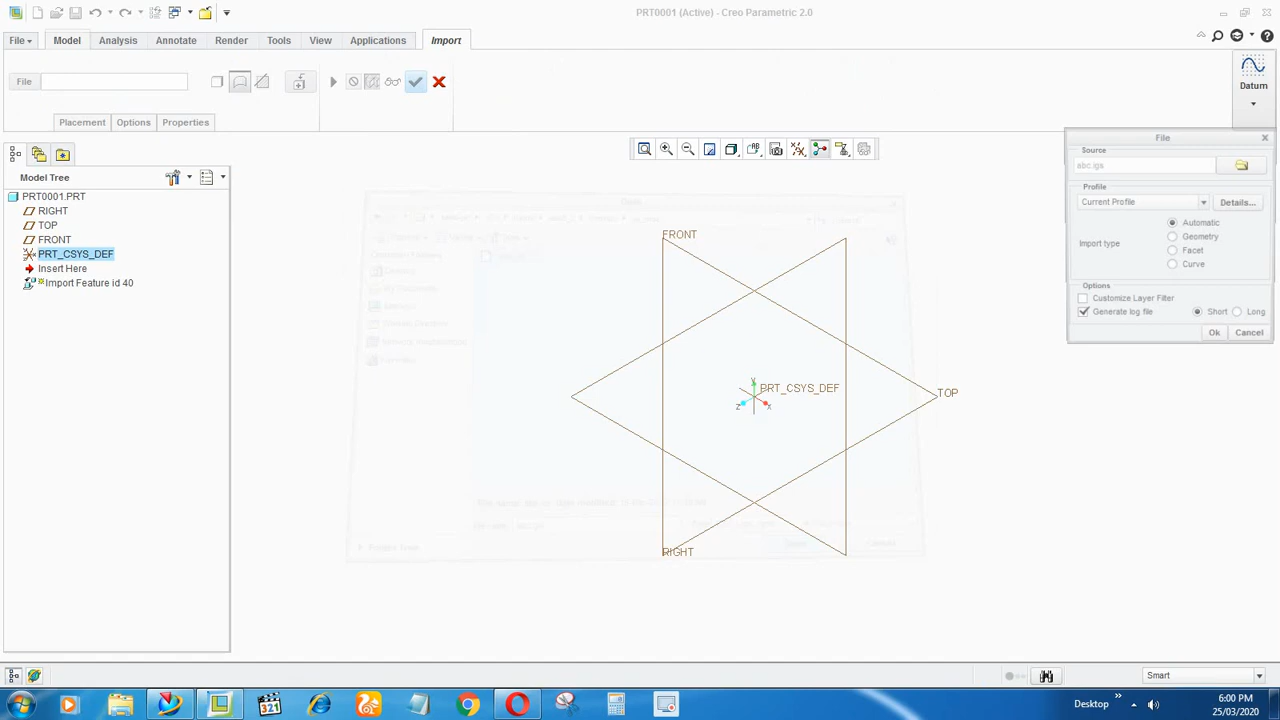 PRT0001 (Active) - Creo Parametric 2.0
File Model Analysis Annotate Render Tools View Applications Import
File
Datum
Placement Options Properties
Model Tree
PRT0001.PRT
RIGHT
TOP
FRONT
PRT_CSYS_DEF
Insert Here
Import Feature id 40
FRONT
PRT_CSYS_DEF
TOP
RIGHT
y
z
x
File
Source
abc.igs
Profile
Current Profile Details...
Import type
Automatic
Geometry
Facet
Curve
Options
Customize Layer Filter
Generate log file Short Long
Ok Cancel
Smart
321
Desktop
6:00 PM
25/03/2020